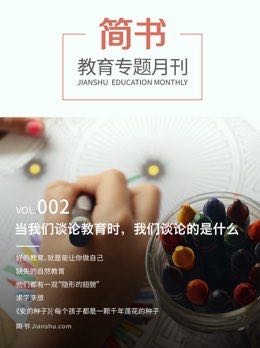 简书
教育专题月刊
JIANSHU EDUCATION MONTHLY
VOL.002
当我们谈论教育时，我们谈论的是什么
好的教育，就是能让你做自己
缺失的自然教育
他们都有一双“隐形的翅膀”
求学辛旅
《安的种子》| 每个孩子都是一颗千年莲花的种子
简书 Jianshu.com